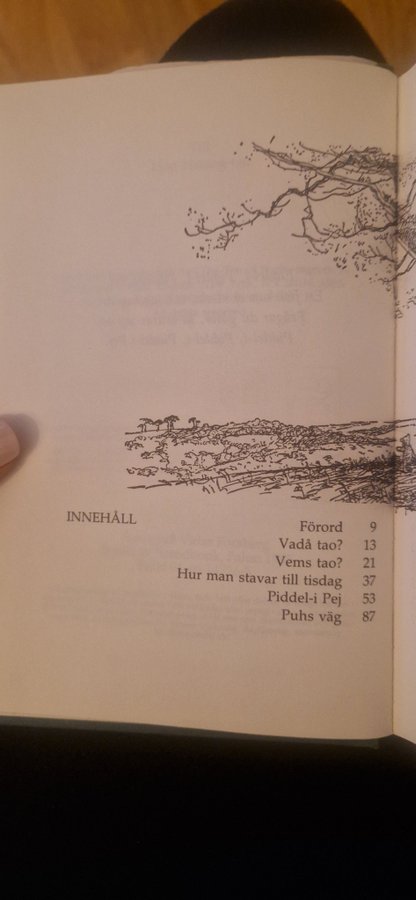 INNEHÅLL
Förord 9
Vadå tao? 13
Vems tao? 21
Hur man stavar till tisdag 37
Piddel-i Pej 53
Puhs väg 87